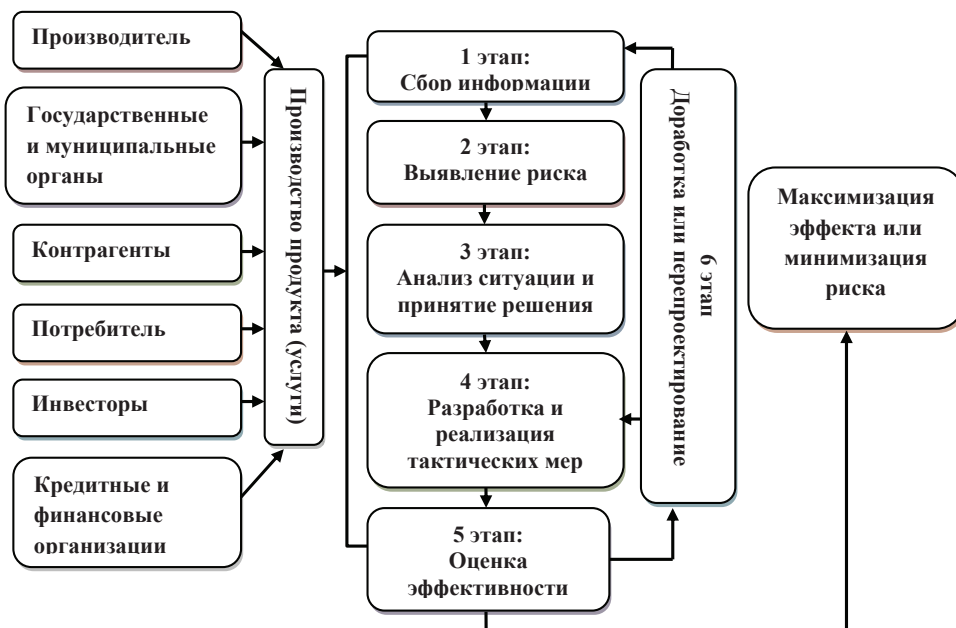 Производитель
Государственные
и муниципальные
органы
Контрагенты
Потребитель
Инвесторы
Кредитные и
финансовые
организации
Производство продукта (услуги)
1 этап:
Сбор информации
2 этап:
Выявление риска
3 этап:
Анализ ситуации и
принятие решения
4 этап:
Разработка и
реализация
тактических мер
5 этап:
Оценка
эффективности
6 этап
Доработка или перепроектирование
Максимизация
эффекта или
минимизация
риска